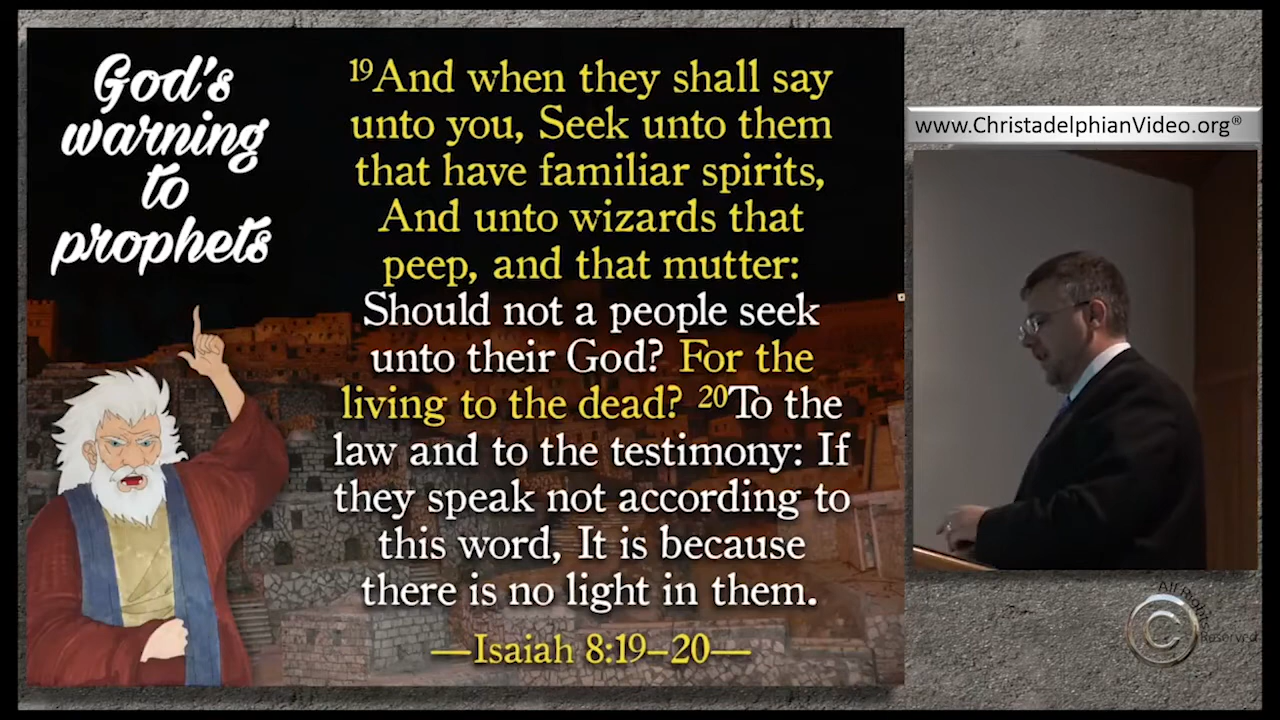 God's
warning
to
prophets
19And when they shall say
unto you, Seek unto them
that have familiar spirits,
And unto wizards that
peep, and that mutter:
Should not a people seek
unto their God? For the
living to the dead? 20To the
law and to the testimony: If
they speak not according to
this word, It is because
there is no light in them.
—Isaiah 8:19–20—
www.ChristadelphianVideo.org®
All Rights
©
Reserved